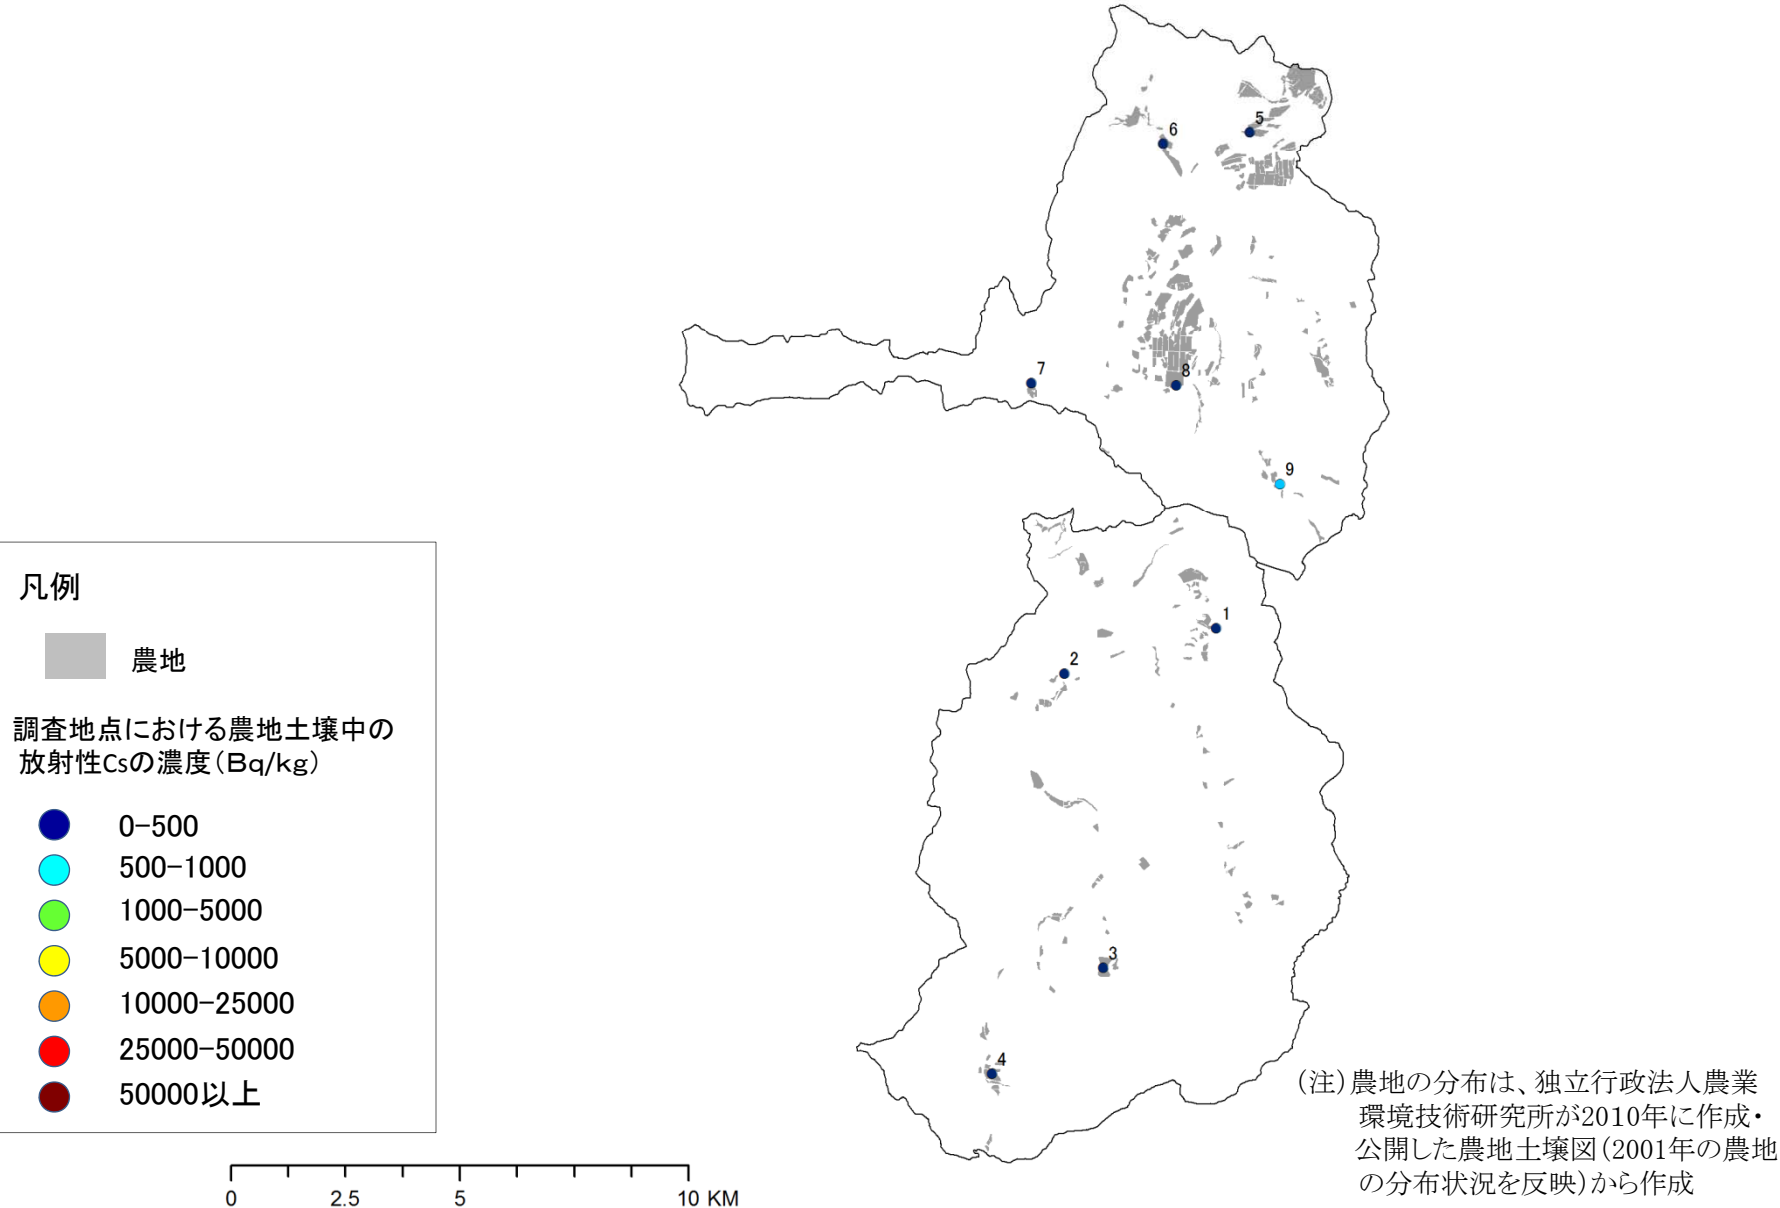 6
5
7
8
9
1
2
3
4
凡例
農地
調査地点における農地土壌中の
放射性Csの濃度(Bq/kg)
0-500
500-1000
1000-5000
5000-10000
10000-25000
25000-50000
50000以上
0 2.5 5 10 KM
(注)農地の分布は、独立行政法人農業
環境技術研究所が2010年に作成・
公開した農地土壌図(2001年の農地
の分布状況を反映)から作成